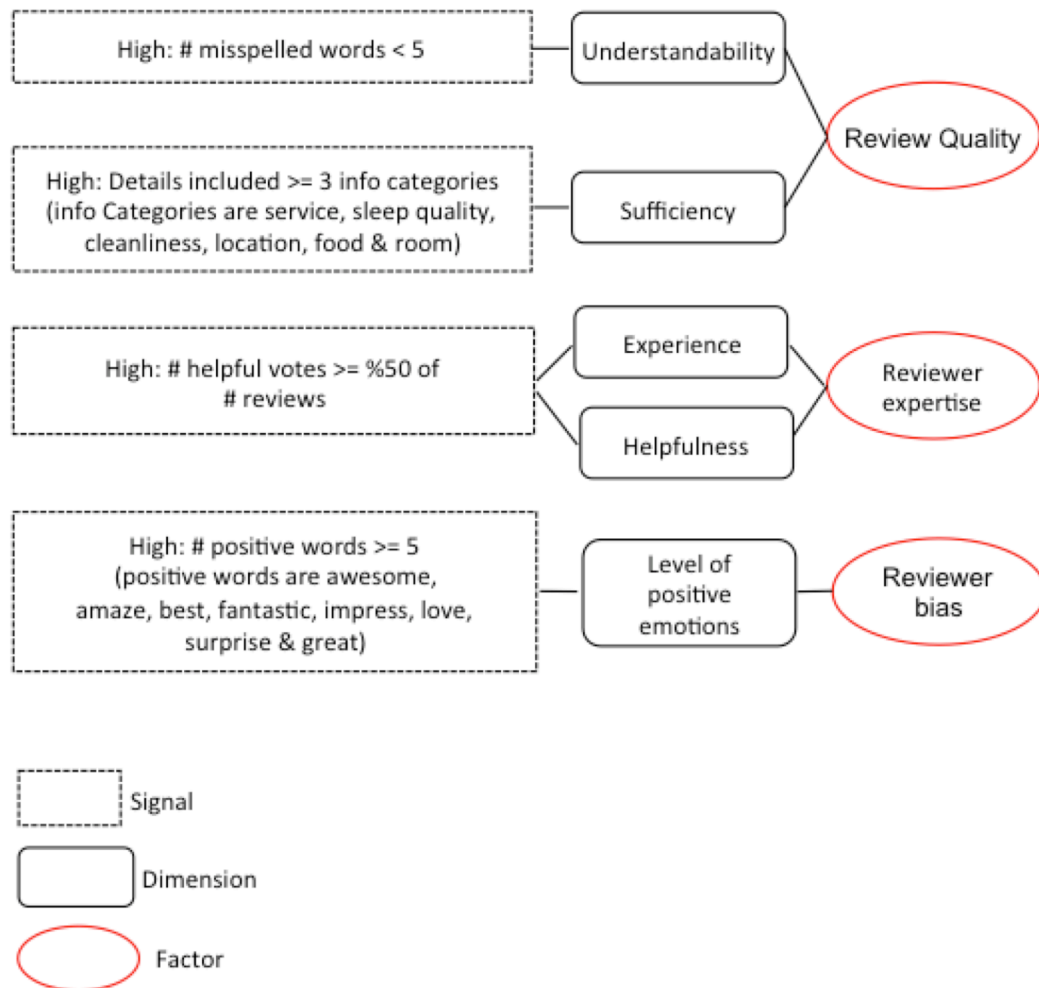 High: # misspelled words < 5
Understandability
Review Quality
High: Details included >= 3 info categories
(info Categories are service, sleep quality,
cleanliness, location, food & room)
Sufficiency
High: # helpful votes >= %50 of
# reviews
Experience
Helpfulness
Reviewer
expertise
High: # positive words >= 5
(positive words are awesome,
amaze, best, fantastic, impress, love,
surprise & great)
Level of
positive
emotions
Reviewer
bias
Signal
Dimension
Factor